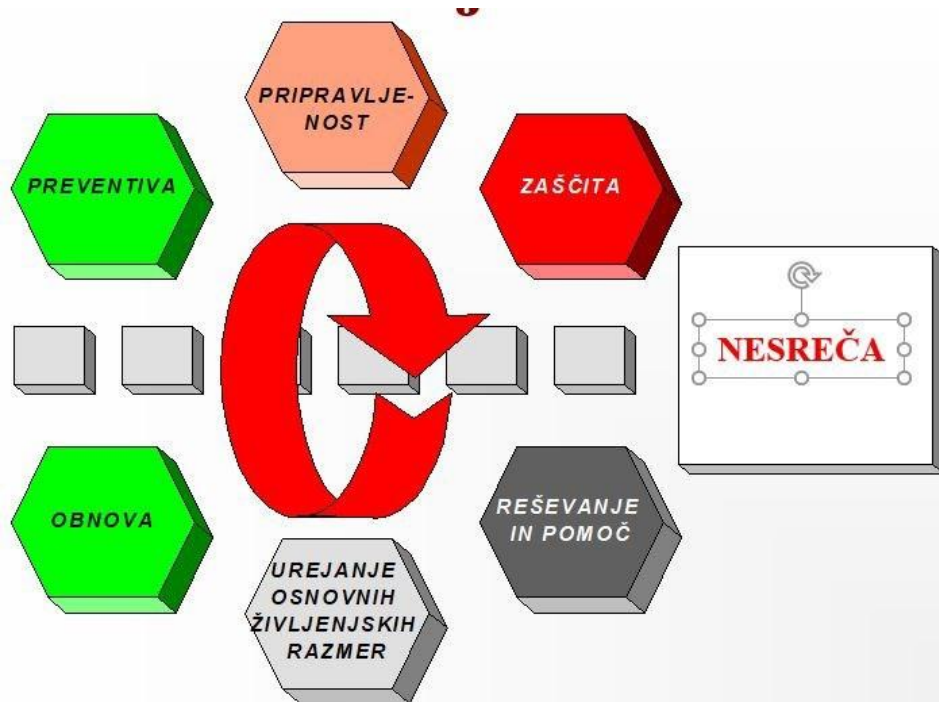 PRIPRAVLJE-
NOST
PREVENTIVA
ZAŠČITA
NESREČA
OBNOVA
REŠEVANJE
IN POMOČ
UREJANJE
OSNOVNIH
ŽIVLJENJSKIH
RAZMER